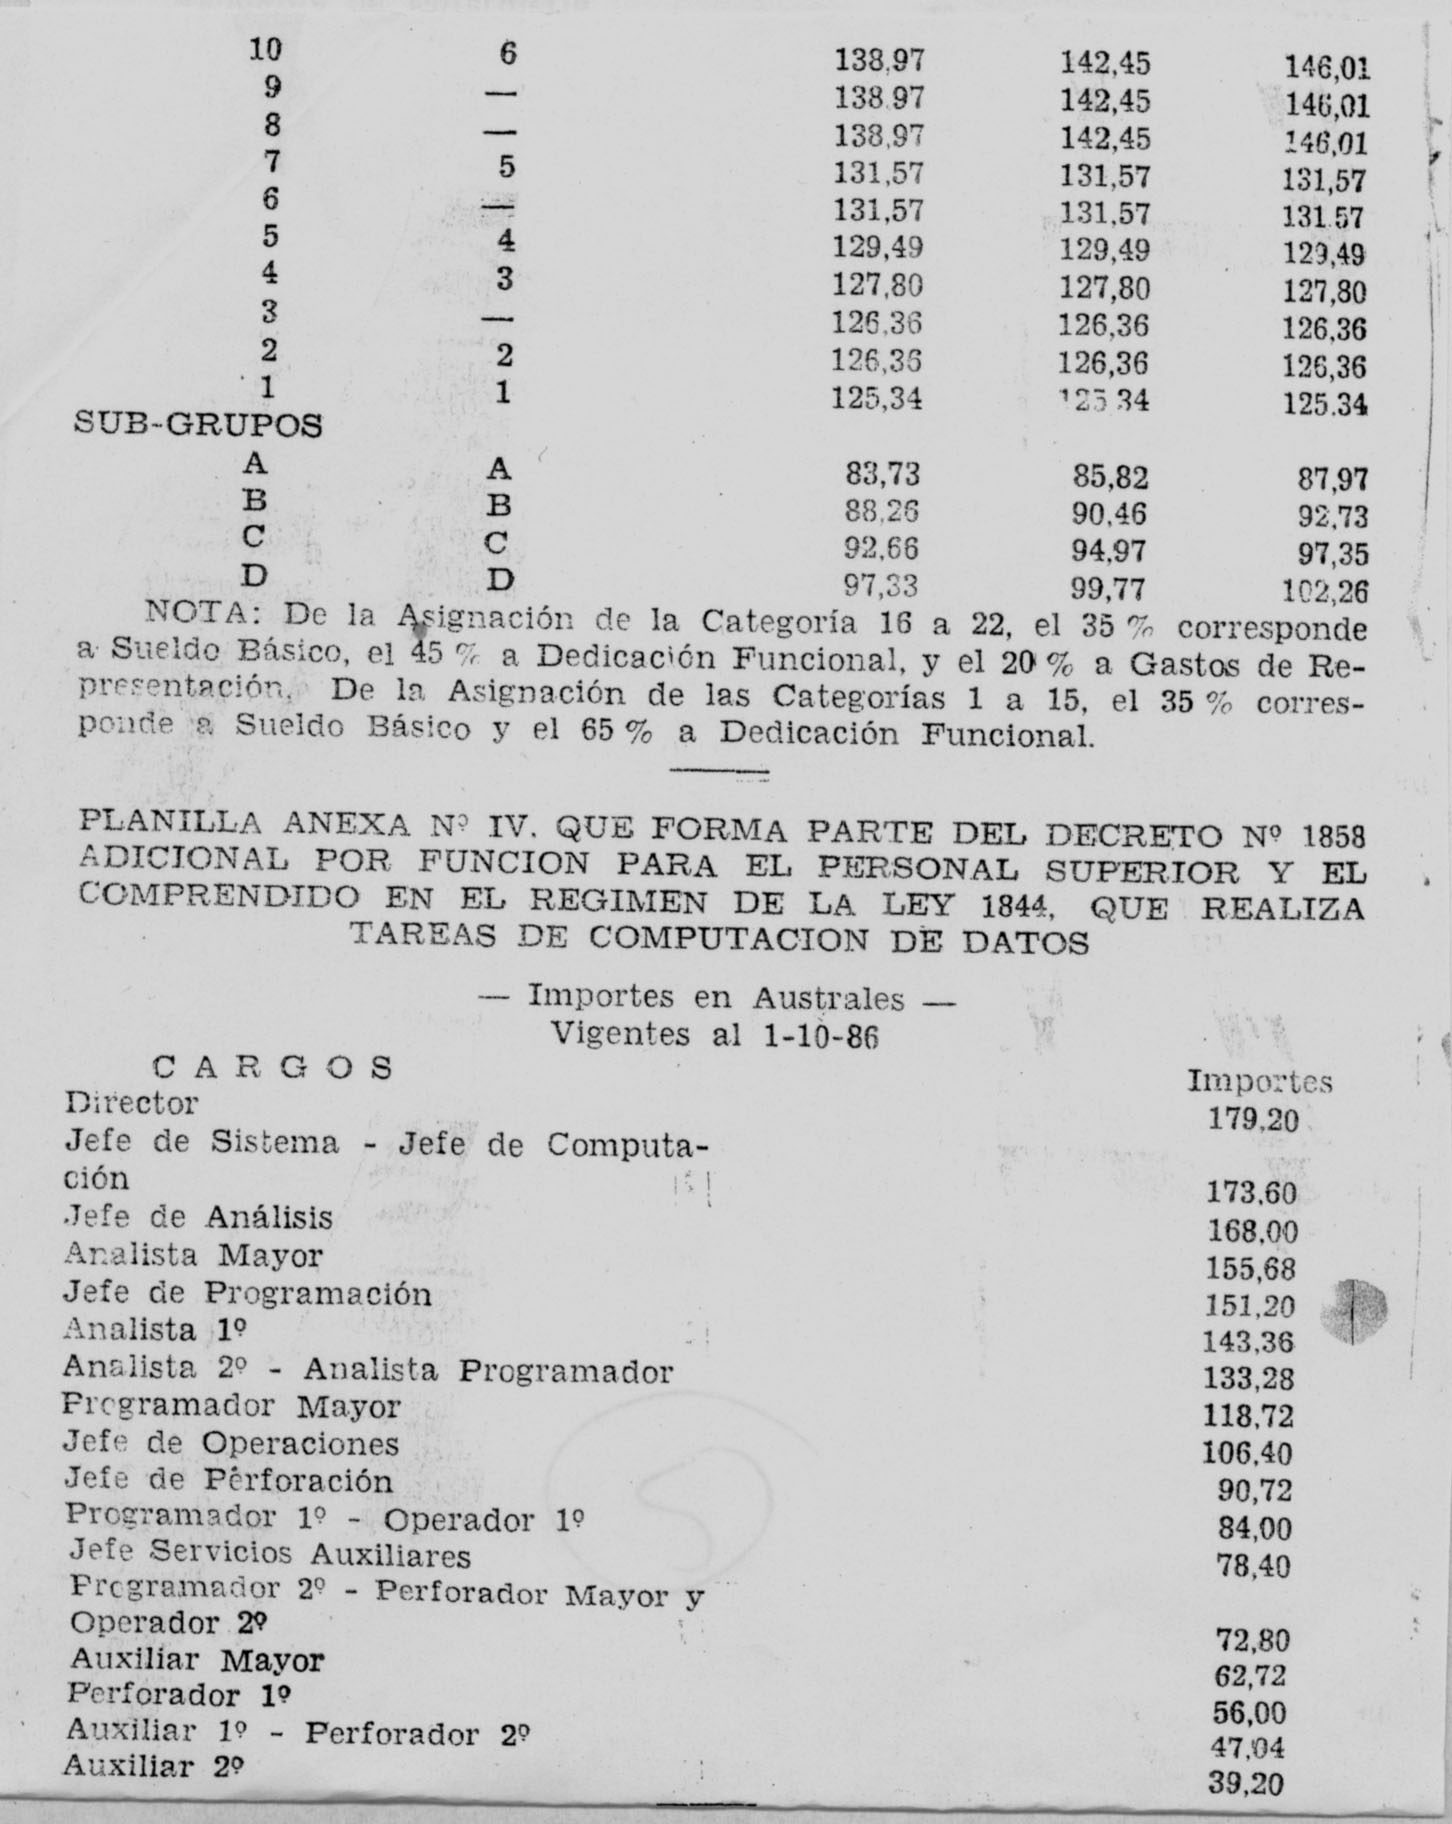 10 6 138,97 142,45 146,01
9 — 138,97 142,45 146,01
8 — 138,97 142,45 146,01
7 5 131,57 131,57 131,57
6 — 131,57 131,57 131.57
5 4 129,49 129,49 129,49
4 3 127,80 127,80 127,80
3 — 126,36 126,36 126,36
2 2 126,36 126,36 126,36
1 1 125,34 125 34 125.34
SUB-GRUPOS
A A 83,73 85,82 87,97
B B 88,26 90,46 92,73
C C 92,66 94,97 97,35
D D 97,33 99,77 102,26
NOTA: De la Asignación de la Categoría 16 a 22, el 35 % corresponde
a Sueldo Básico, el 45 % a Dedicación Funcional, y el 20 % a Gastos de Re-
presentación. De la Asignación de las Categorías 1 a 15, el 35 % corres-
ponde a Sueldo Básico y el 65 % a Dedicación Funcional.
PLANILLA ANEXA Nº IV. QUE FORMA PARTE DEL DECRETO Nº 1858
ADICIONAL POR FUNCION PARA EL PERSONAL SUPERIOR Y EL
COMPRENDIDO EN EL REGIMEN DE LA LEY 1844, QUE REALIZA
TAREAS DE COMPUTACION DE DATOS
— Importes en Australes —
Vigentes al 1-10-86
CARGOS Importes
Director 179,20
Jefe de Sistema - Jefe de Computa-
ción 173,60
Jefe de Análisis 168,00
Analista Mayor 155,68
Jefe de Programación 151,20
Analista 1º 143,36
Analista 2º - Analista Programador 133,28
Programador Mayor 118,72
Jefe de Operaciones 106,40
Jefe de Perforación 90,72
Programador 1º - Operador 1º 84,00
Jefe Servicios Auxiliares 78,40
Programador 2º - Perforador Mayor y
Operador 2º 72,80
Auxiliar Mayor 62,72
Perforador 1º 56,00
Auxiliar 1º - Perforador 2º 47,04
Auxiliar 2º 39,20